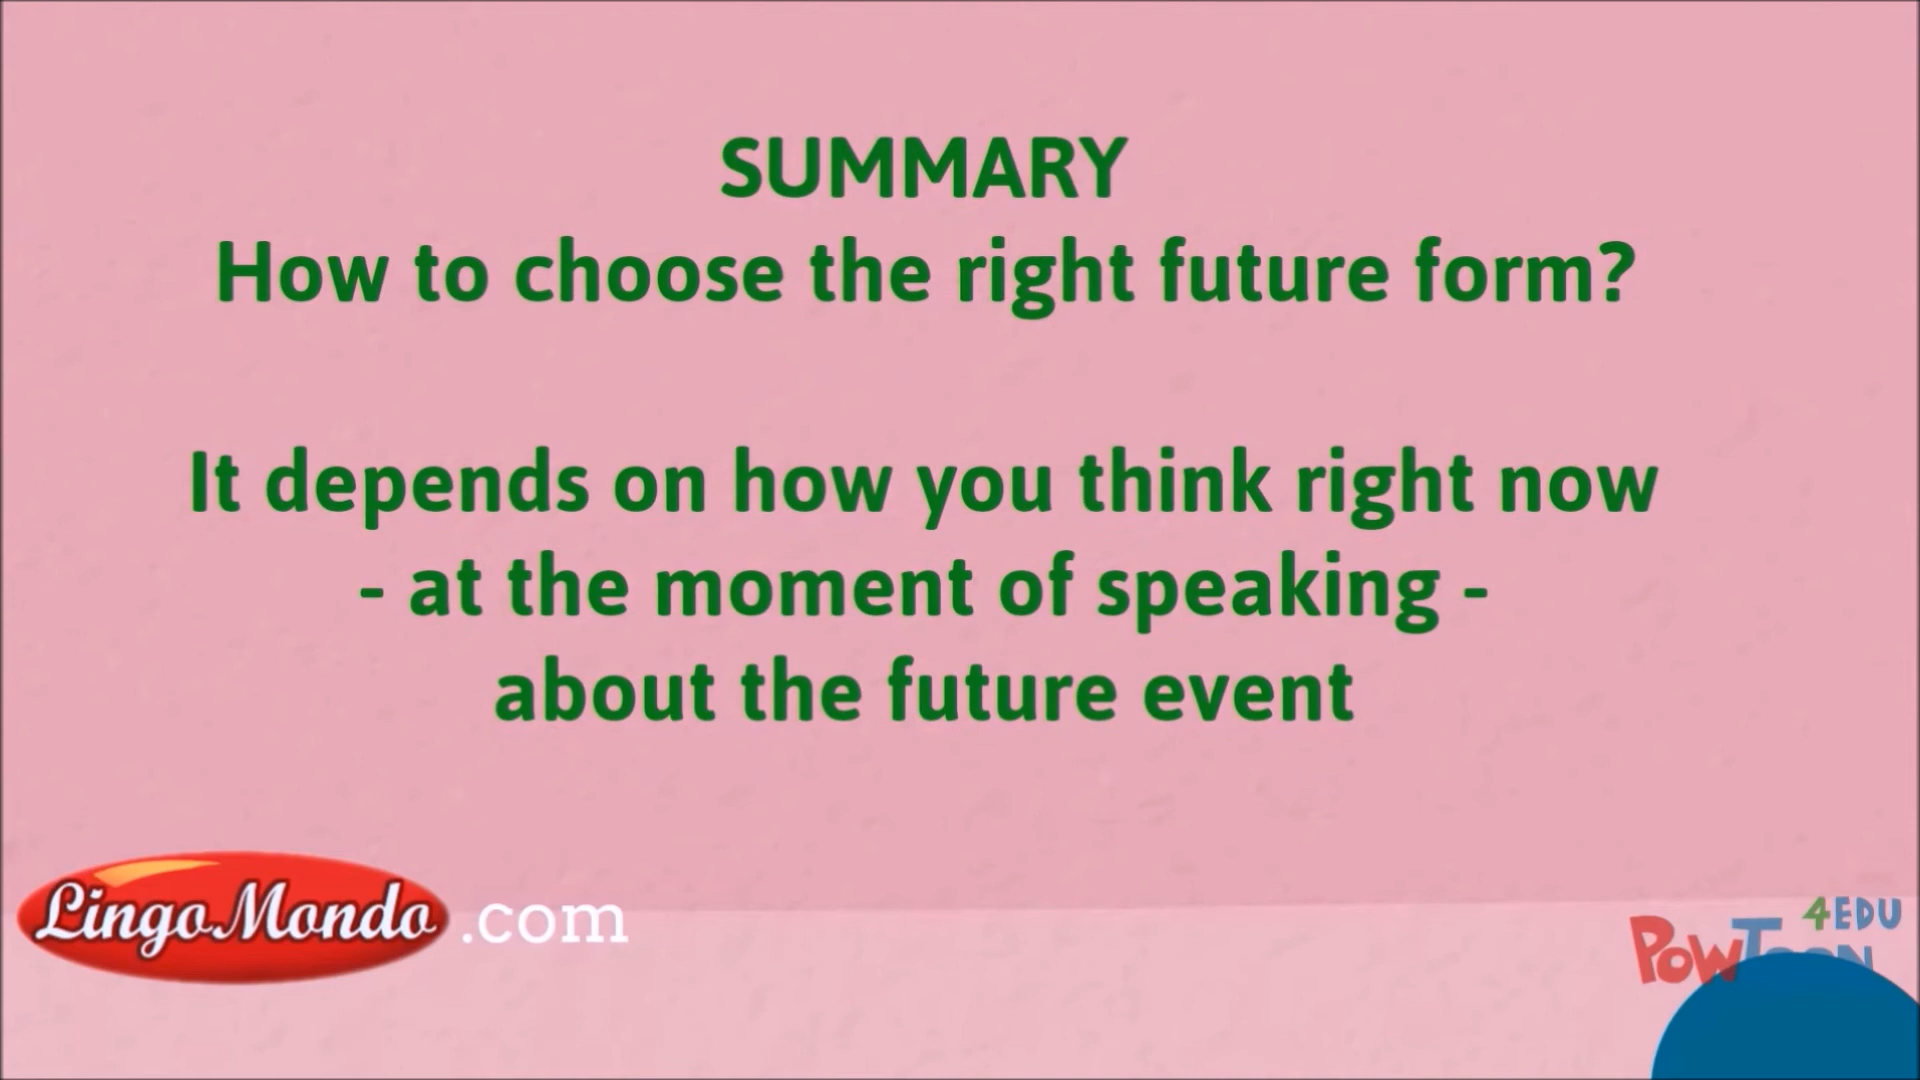 SUMMARY
How to choose the right future form?
It depends on how you think right now
- at the moment of speaking -
about the future event
LingoMondo .com
4EDU
PowToon